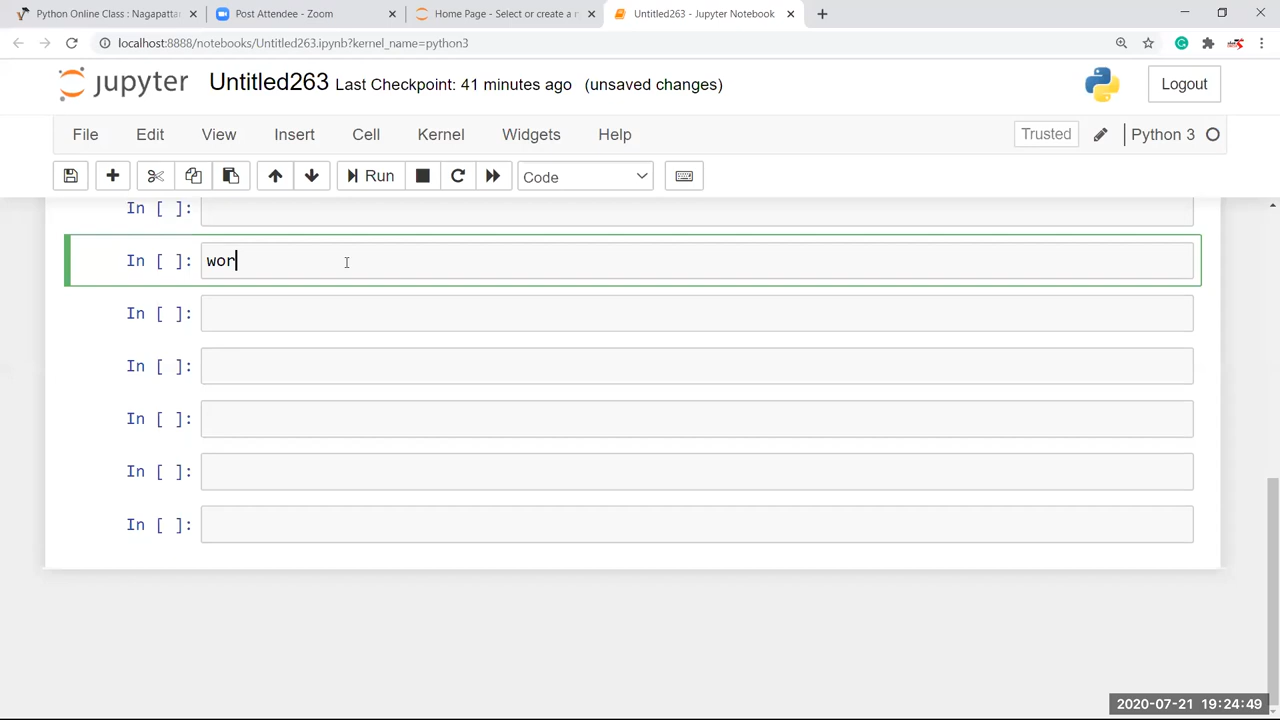 Python Online Class : Nagapattai
Post Attendee - Zoom
Home Page - Select or create a n
Untitled263 - Jupyter Notebook
localhost:8888/notebooks/Untitled263.ipynb?kernel_name=python3
jupyter Untitled263 Last Checkpoint: 41 minutes ago (unsaved changes)
Logout
File Edit View Insert Cell Kernel Widgets Help
Trusted Python 3
Run Code
In [ ]:
In [ ]: wor
In [ ]:
In [ ]:
In [ ]:
In [ ]:
In [ ]:
2020-07-21 19:24:49